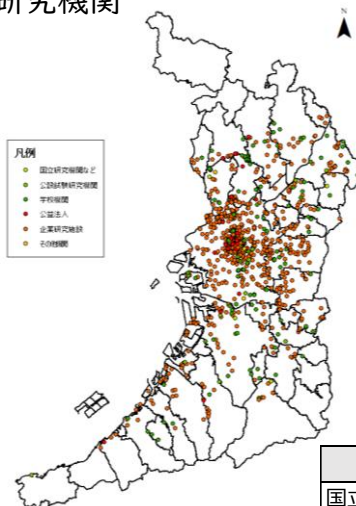 研究機関
N
凡例
国立研究機関など
公設試験研究機関
学校機関
公益法人
企業研究施設
その他機関
国立